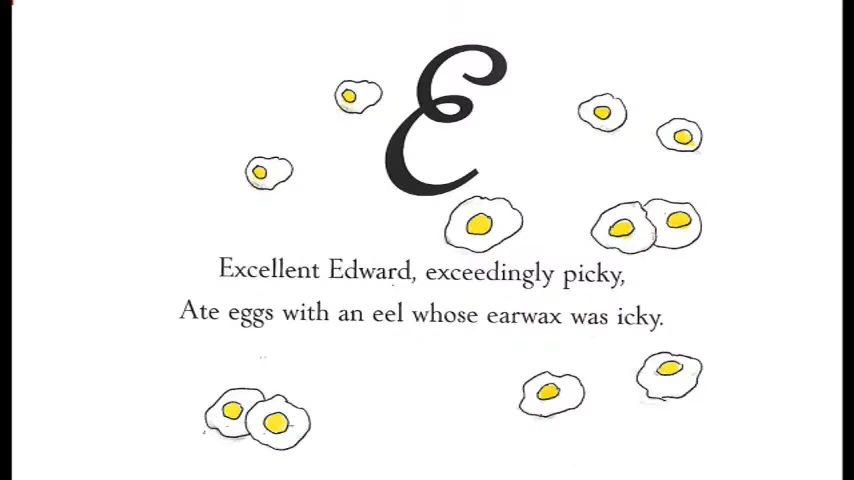 E
Excellent Edward, exceedingly picky,
Ate eggs with an eel whose earwax was icky.